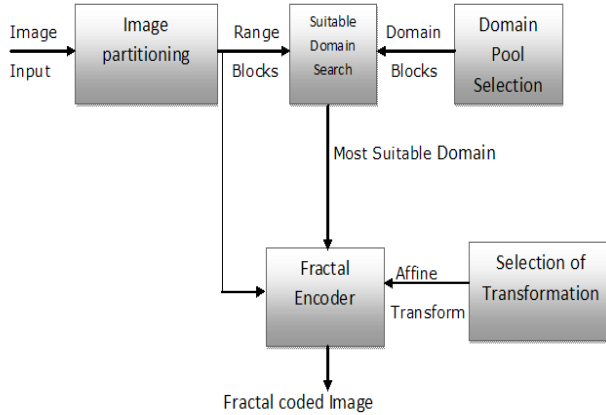 Image
Input
Image
partitioning
Range
Blocks
Suitable
Domain
Search
Domain
Blocks
Domain
Pool
Selection
Most Suitable Domain
Fractal
Encoder
Affine
Transform
Selection of
Transformation
Fractal coded Image